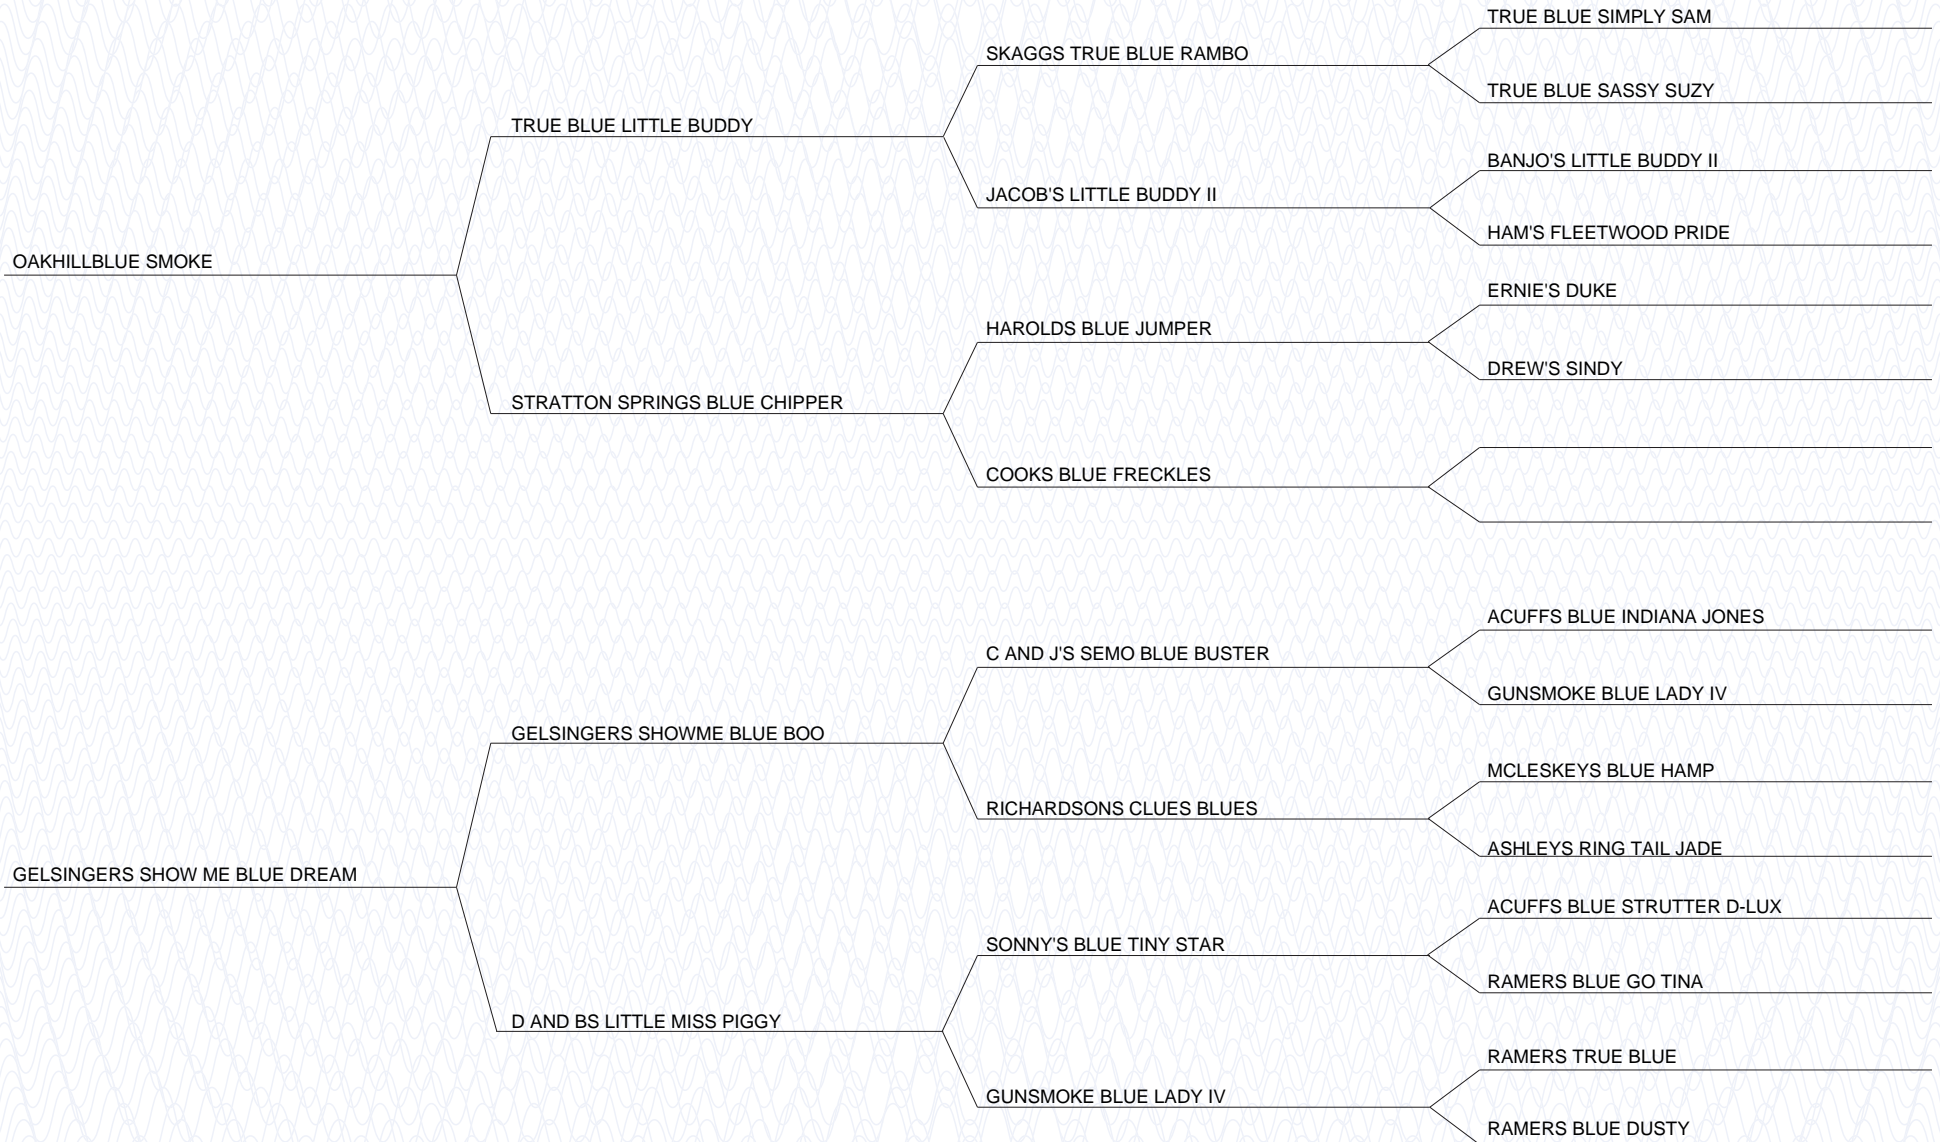 TRUE BLUE SIMPLY SAM
SKAGGS TRUE BLUE RAMBO
TRUE BLUE SASSY SUZY
TRUE BLUE LITTLE BUDDY
BANJO'S LITTLE BUDDY II
JACOB'S LITTLE BUDDY II
HAM'S FLEETWOOD PRIDE
OAKHILLBLUE SMOKE
ERNIE'S DUKE
HAROLDS BLUE JUMPER
DREW'S SINDY
STRATTON SPRINGS BLUE CHIPPER
COOKS BLUE FRECKLES
ACUFFS BLUE INDIANA JONES
C AND J'S SEMO BLUE BUSTER
GUNSMOKE BLUE LADY IV
GELSINGERS SHOWME BLUE BOO
MCLESKEYS BLUE HAMP
RICHARDSONS CLUES BLUES
ASHLEYS RING TAIL JADE
GELSINGERS SHOW ME BLUE DREAM
ACUFFS BLUE STRUTTER D-LUX
SONNY'S BLUE TINY STAR
RAMERS BLUE GO TINA
D AND BS LITTLE MISS PIGGY
RAMERS TRUE BLUE
GUNSMOKE BLUE LADY IV
RAMERS BLUE DUSTY